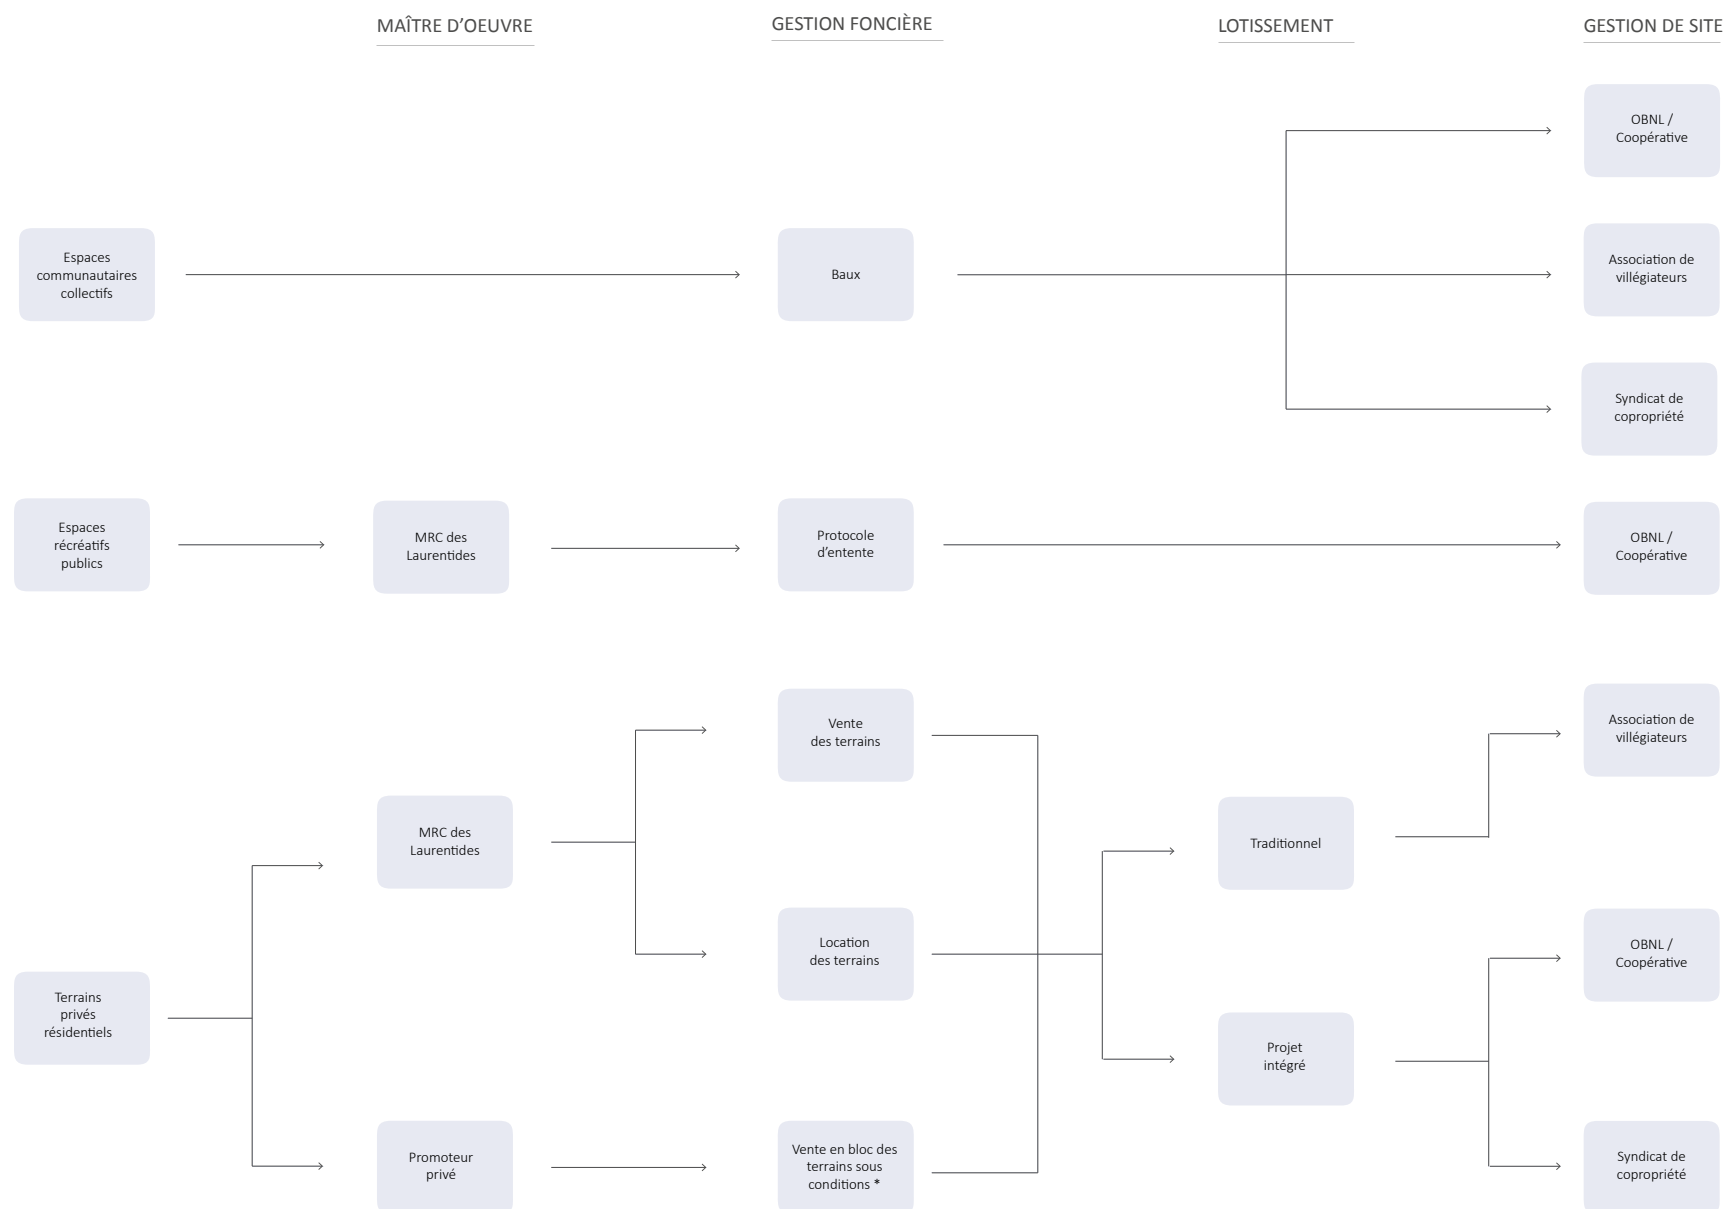 MAÎTRE D'OEUVRE
GESTION FONCIÈRE
LOTISSEMENT
GESTION DE SITE
OBNL /
Coopérative
Espaces
communautaires
collectifs
Baux
Association de
villégiateurs
Syndicat de
copropriété
Espaces
récréatifs
publics
MRC des
Laurentides
Protocole
d'entente
OBNL /
Coopérative
Vente
des terrains
Association de
villégiateurs
MRC des
Laurentides
Traditionnel
Location
des terrains
OBNL /
Coopérative
Terrains
privés
résidentiels
Projet
intégré
Promoteur
privé
Vente en bloc des
terrains sous
conditions *
Syndicat de
copropriété